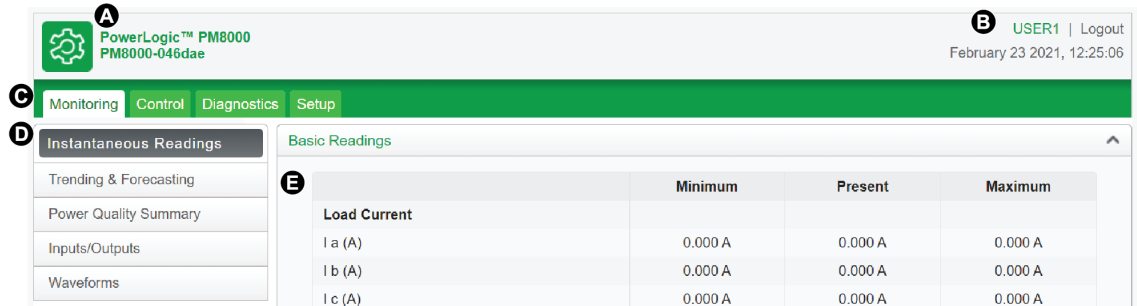 A
PowerLogic™ PM8000
PM8000-046dae
B
USER1 | Logout
February 23 2021, 12:25:06
C
Monitoring Control Diagnostics Setup
D
Instantaneous Readings
Trending & Forecasting
Power Quality Summary
Inputs/Outputs
Waveforms
Basic Readings
E
Minimum Present Maximum
Load Current
I a (A) 0.000 A 0.000 A 0.000 A
I b (A) 0.000 A 0.000 A 0.000 A
I c (A) 0.000 A 0.000 A 0.000 A